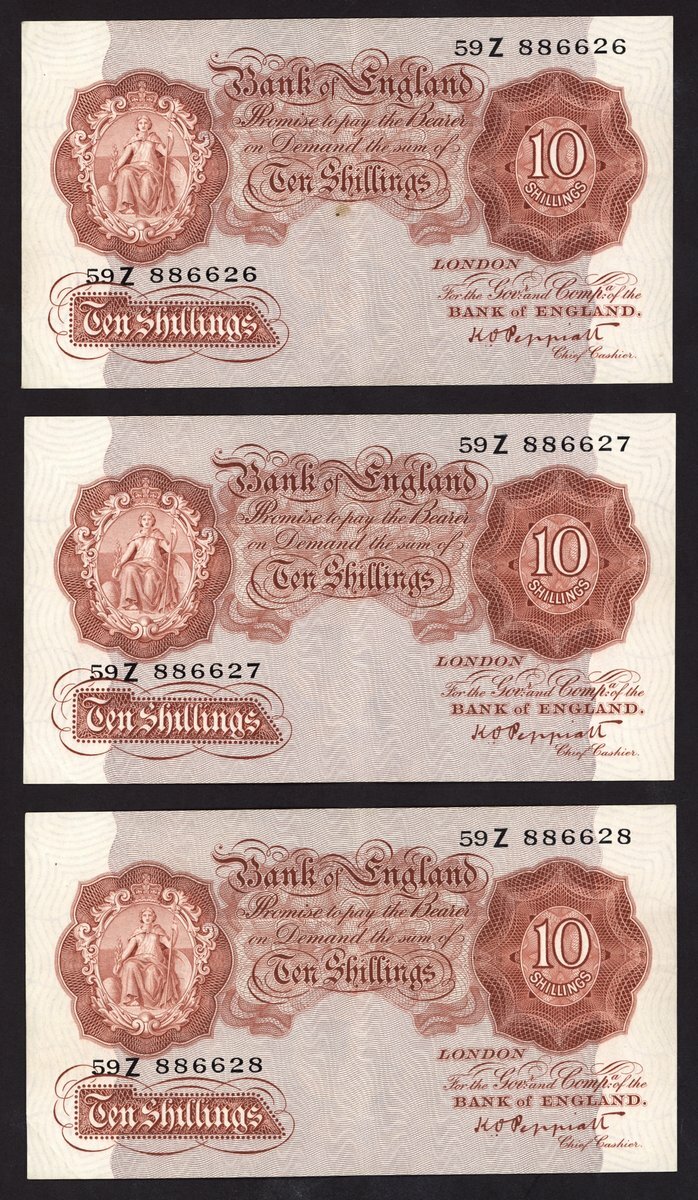 59Z 886626
Bank of England
Promise to pay the Bearer
on Demand the sum of
Ten Shillings
10
SHILLINGS
59Z 886626
Ten Shillings
LONDON
For the Govr. and Compa. of the
BANK OF ENGLAND.
K O Peppiatt
Chief Cashier.
59Z 886627
Bank of England
Promise to pay the Bearer
on Demand the sum of
Ten Shillings
10
SHILLINGS
59Z 886627
Ten Shillings
LONDON
For the Govr. and Compa. of the
BANK OF ENGLAND.
K O Peppiatt
Chief Cashier.
59Z 886628
Bank of England
Promise to pay the Bearer
on Demand the sum of
Ten Shillings
10
SHILLINGS
59Z 886628
Ten Shillings
LONDON
For the Govr. and Compa. of the
BANK OF ENGLAND.
K O Peppiatt
Chief Cashier.